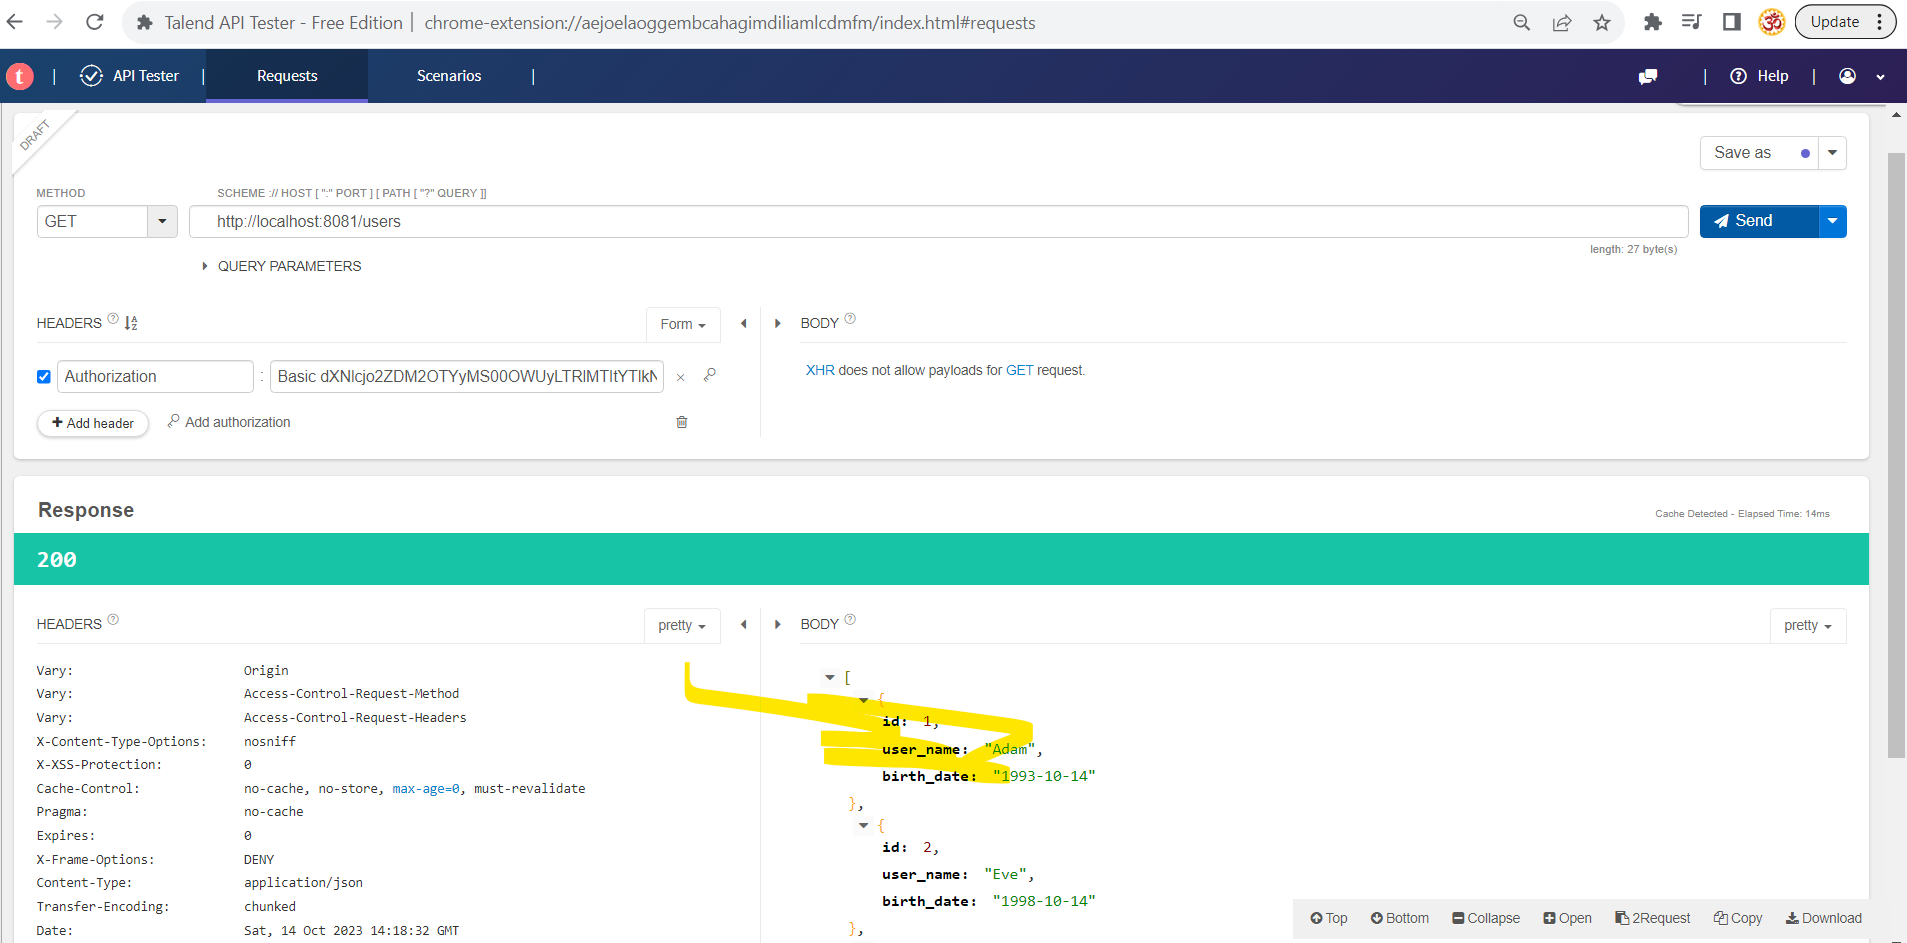 Talend API Tester - Free Edition | chrome-extension://aejoelaoggembcahagimdiliamlcdmfm/index.html#requests
Update
t | API Tester | Requests Scenarios | | Help |
DRAFT
Save as
METHOD SCHEME :// HOST [ ":" PORT ] [ PATH [ "?" QUERY ]]
GET http://localhost:8081/users Send
length: 27 byte(s)
QUERY PARAMETERS
HEADERS ? Form BODY ?
Authorization : Basic dXNlcjo2ZDM2OTYyMS00OWUyLTRlMTItYTlkN
XHR does not allow payloads for GET request.
Add header Add authorization
Response
Cache Detected - Elapsed Time: 14ms
200
HEADERS ? pretty BODY ? pretty
Vary: Origin
Vary: Access-Control-Request-Method
Vary: Access-Control-Request-Headers
X-Content-Type-Options: nosniff
X-XSS-Protection: 0
Cache-Control: no-cache, no-store, max-age=0, must-revalidate
Pragma: no-cache
Expires: 0
X-Frame-Options: DENY
Content-Type: application/json
Transfer-Encoding: chunked
Date: Sat, 14 Oct 2023 14:18:32 GMT
[
{
id: 1,
user_name: "Adam",
birth_date: "1993-10-14"
},
{
id: 2,
user_name: "Eve",
birth_date: "1998-10-14"
},
Top Bottom Collapse Open 2Request Copy Download